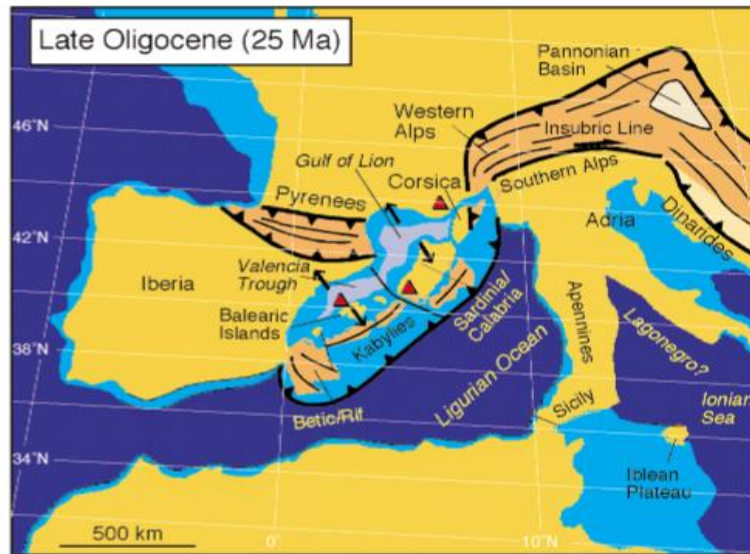 Late Oligocene (25 Ma)
Pannonian
Basin
Western
Alps
Insubric Line
46°N
Gulf of Lion
Corsica
Southern Alps
Pyrenees
Adria
Dinarides
42°N
Iberia
Valencia
Trough
Balearic
Islands
Sardinia/
Calabria
Kabylies
Apennines
Lagonegro?
38°N
Ligurian Ocean
Ionian
Sea
Betic/Rif
Sicily
34°N
Iblean
Plateau
500 km
0°
10°N